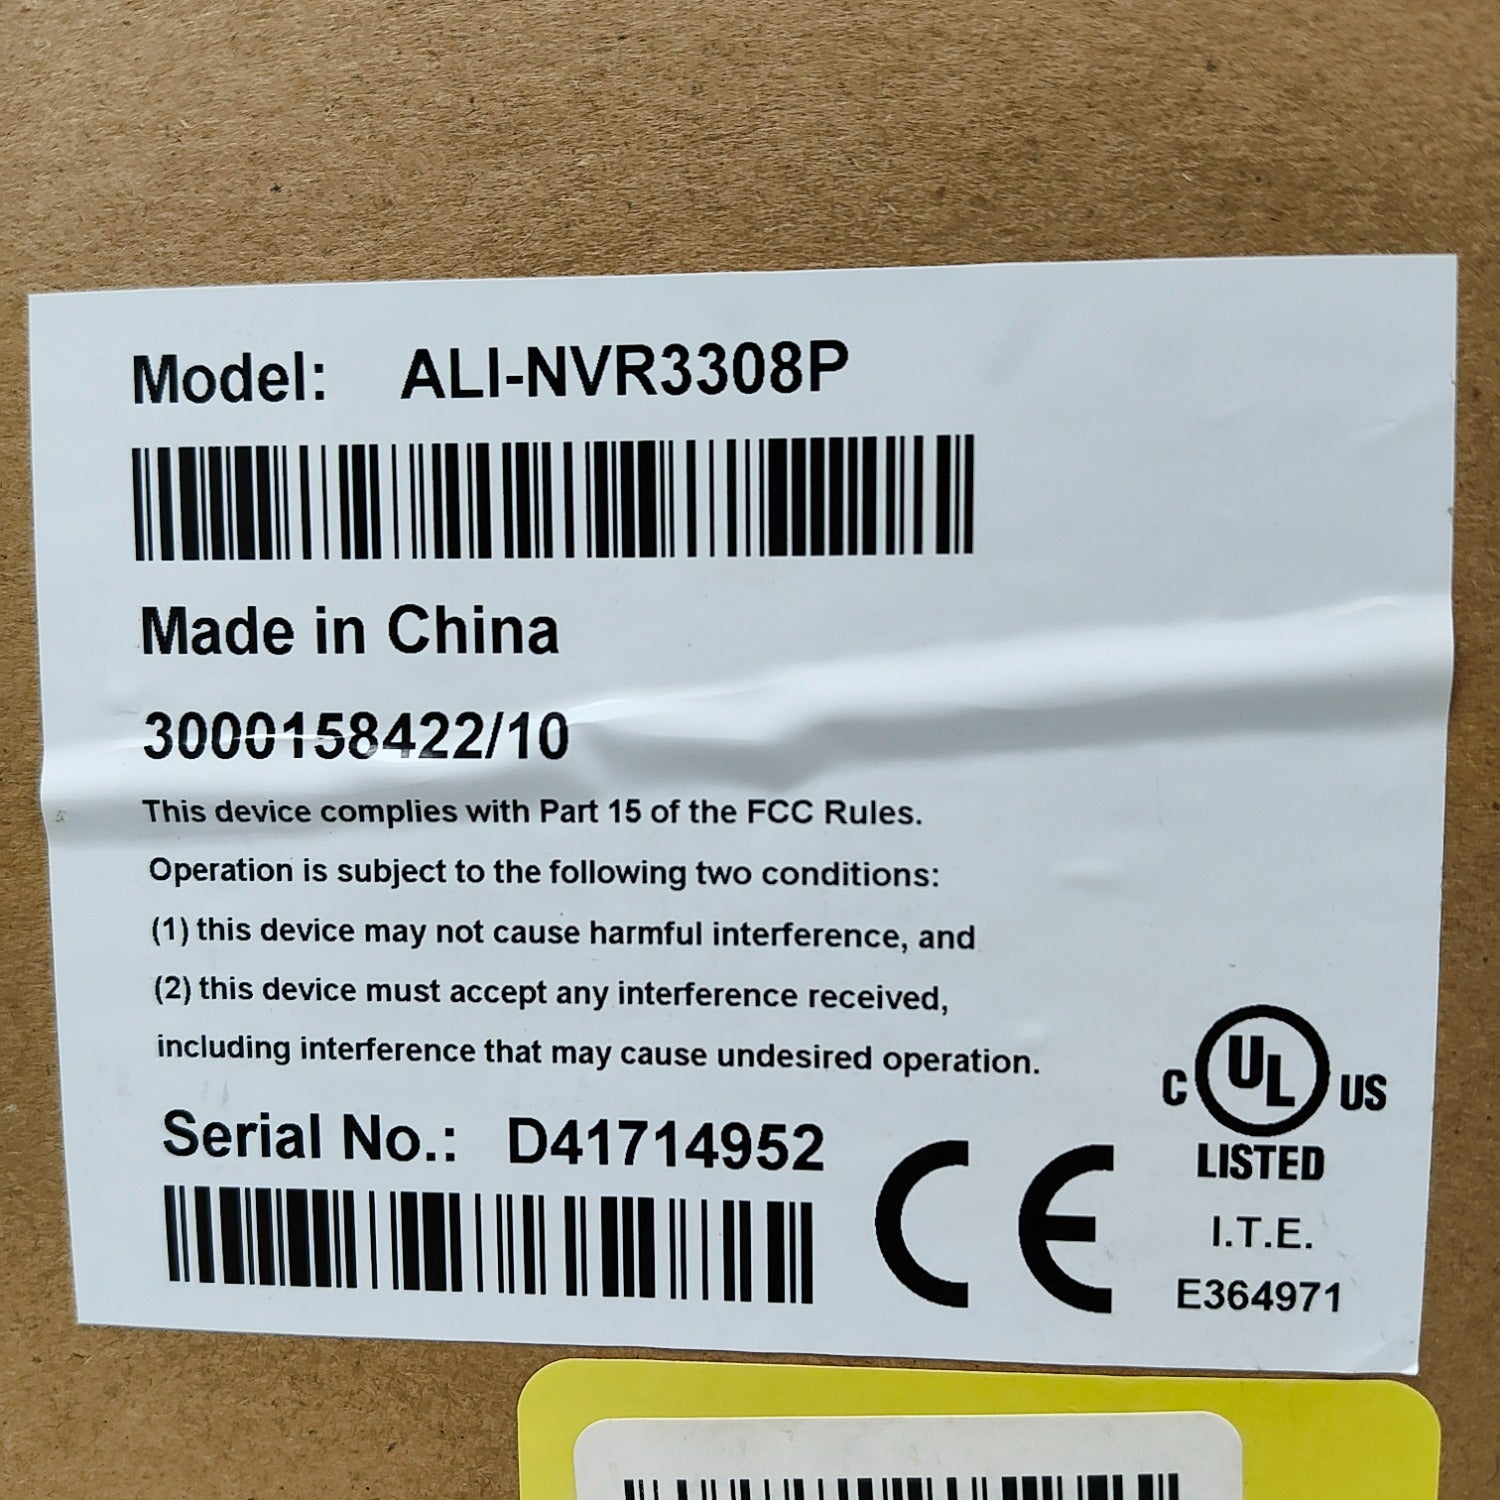 Model: ALI-NVR3308P
Made in China
3000158422/10
This device complies with Part 15 of the FCC Rules.
Operation is subject to the following two conditions:
(1) this device may not cause harmful interference, and
(2) this device must accept any interference received,
including interference that may cause undesired operation.
Serial No.: D41714952
CE
C UL US
LISTED
I.T.E.
E364971